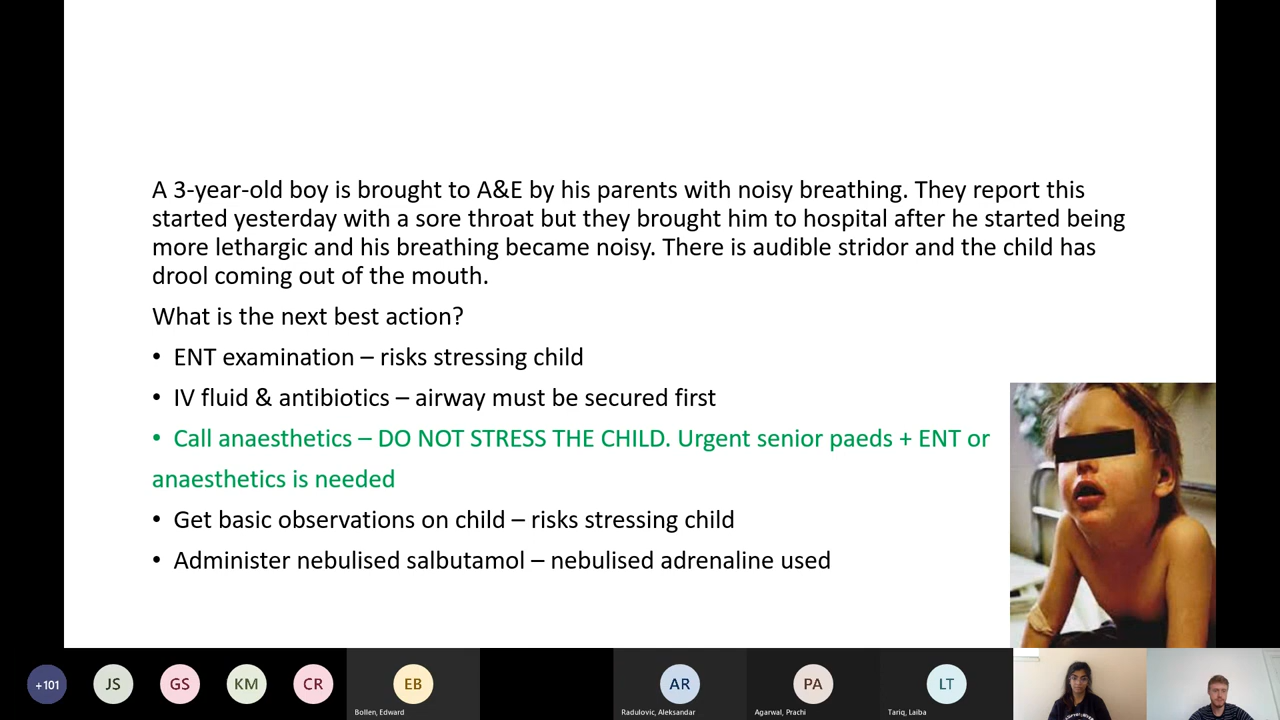 A 3-year-old boy is brought to A&E by his parents with noisy breathing. They report this
started yesterday with a sore throat but they brought him to hospital after he started being
more lethargic and his breathing became noisy. There is audible stridor and the child has
drool coming out of the mouth.
What is the next best action?
• ENT examination – risks stressing child
• IV fluid & antibiotics – airway must be secured first
• Call anaesthetics – DO NOT STRESS THE CHILD. Urgent senior paeds + ENT or
anaesthetics is needed
• Get basic observations on child – risks stressing child
• Administer nebulised salbutamol – nebulised adrenaline used
+101 JS GS KM CR EB AR PA LT
Bollen, Edward Radulovic, Aleksandar Agarwal, Prachi Tariq, Laiba